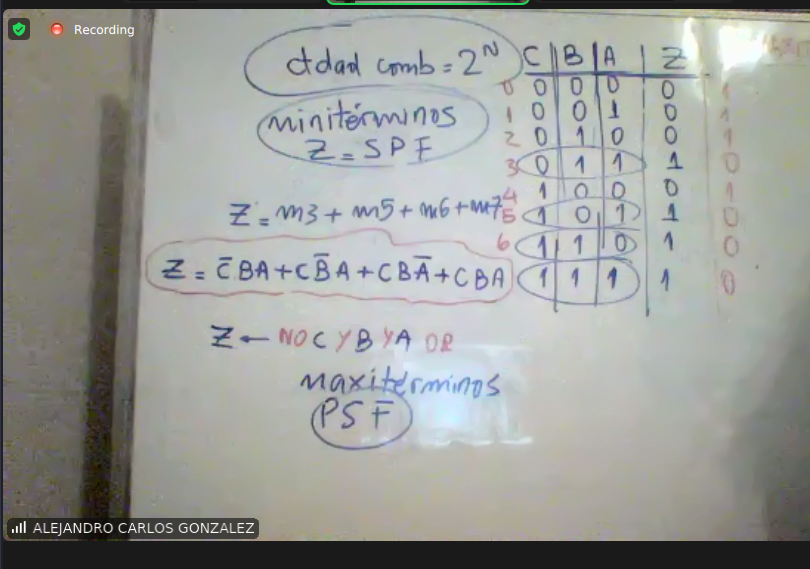 Recording
ctdad comb = 2^N
minitérminos
Z = SPF
Z = m3 + m5 + m6 + m7
Z = C̅BA + CB̅A + CBA̅ + CBA
Z ← NO C Y B Y A OR
maxitérminos
PSF
C B A Z
0 0 0 0 0 1
1 0 0 1 0 1
2 0 1 0 0 1
3 0 1 1 1 0
4 1 0 0 0 1
5 1 0 1 1 0
6 1 1 0 1 0
1 1 1 1 0
ALEJANDRO CARLOS GONZALEZ